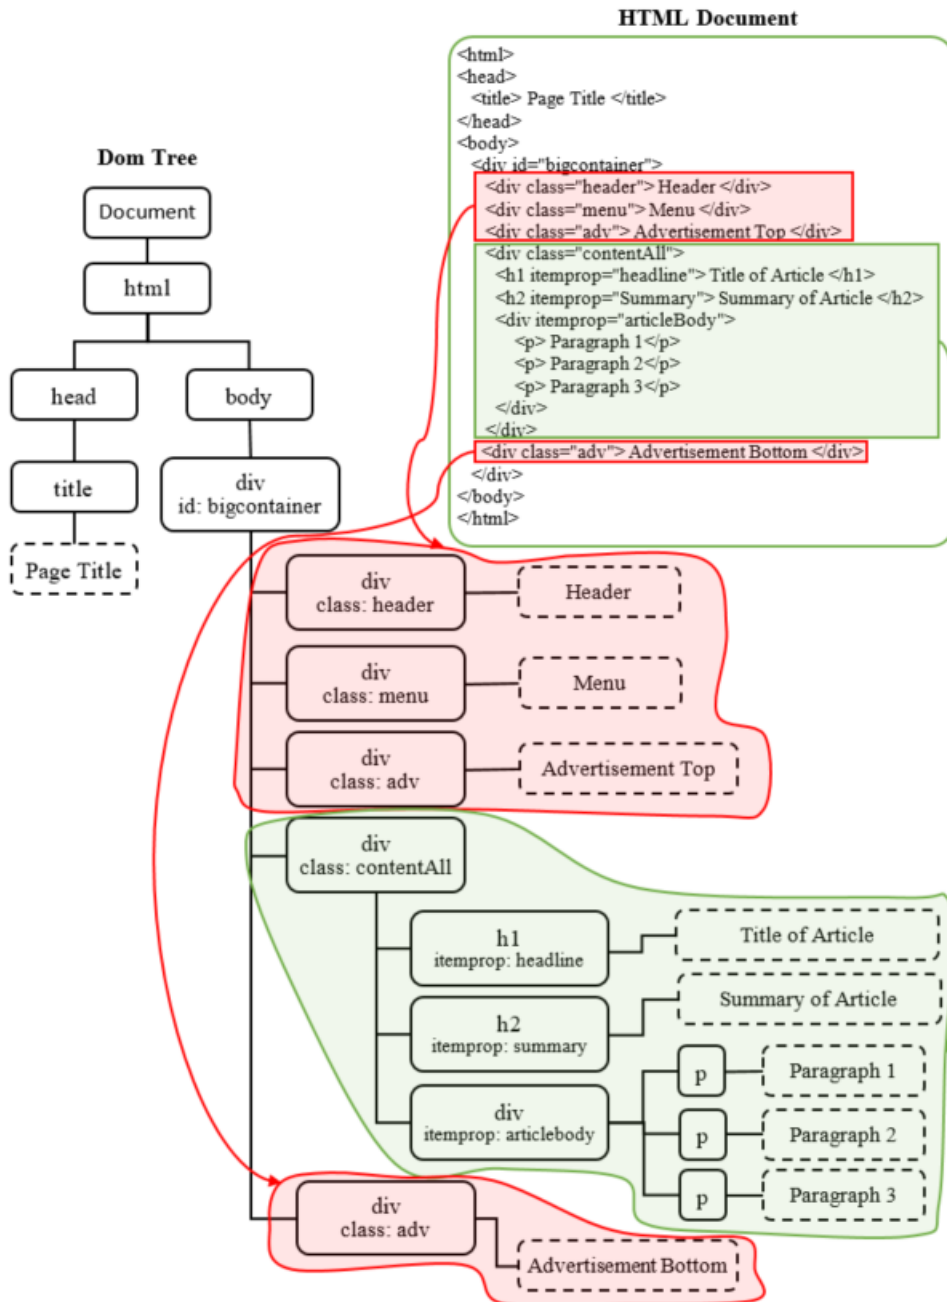 HTML Document
<html>
<head>
<title> Page Title </title>
</head>
<body>
<div id="bigcontainer">
<div class="header"> Header </div>
<div class="menu"> Menu </div>
<div class="adv"> Advertisement Top </div>
<div class="contentAll">
<h1 itemprop="headline"> Title of Article </h1>
<h2 itemprop="Summary"> Summary of Article </h2>
<div itemprop="articleBody">
<p> Paragraph 1</p>
<p> Paragraph 2</p>
<p> Paragraph 3</p>
</div>
</div>
<div class="adv"> Advertisement Bottom </div>
</div>
</body>
</html>
Dom Tree
Document
html
head
body
title
div
id: bigcontainer
Page Title
div
class: header
Header
div
class: menu
Menu
div
class: adv
Advertisement Top
div
class: contentAll
h1
itemprop: headline
Title of Article
h2
itemprop: summary
Summary of Article
div
itemprop: articlebody
p
Paragraph 1
p
Paragraph 2
p
Paragraph 3
div
class: adv
Advertisement Bottom